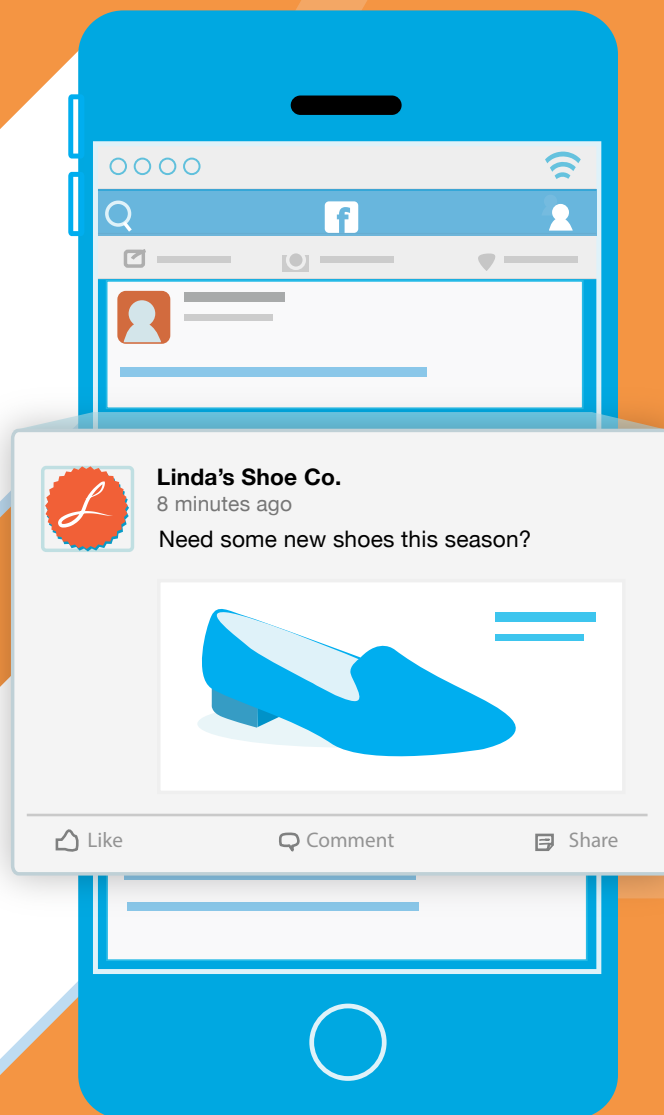 f
Linda’s Shoe Co.
8 minutes ago
Need some new shoes this season?
L
Like
Comment
Share